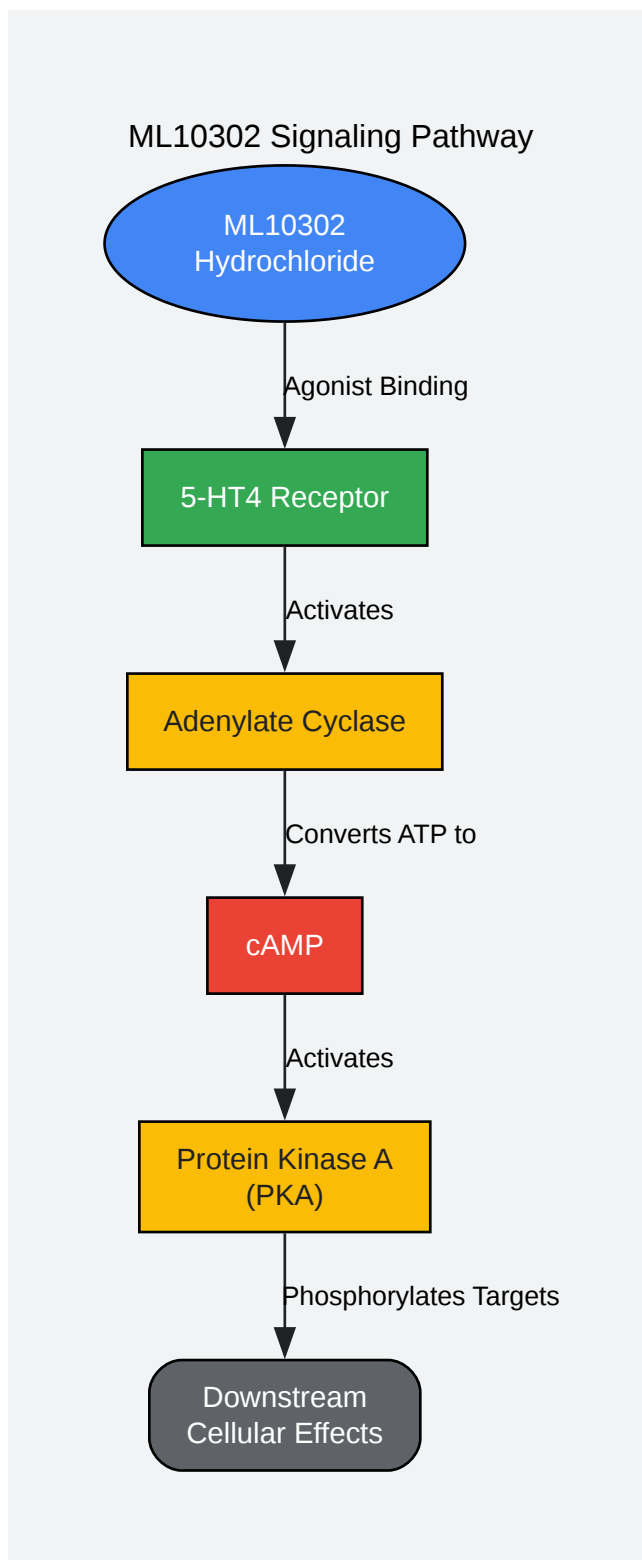 ML10302 Signaling Pathway
ML10302
Hydrochloride
Agonist Binding
5-HT4 Receptor
Activates
Adenylate Cyclase
Converts ATP to
cAMP
Activates
Protein Kinase A
(PKA)
Phosphorylates Targets
Downstream
Cellular Effects